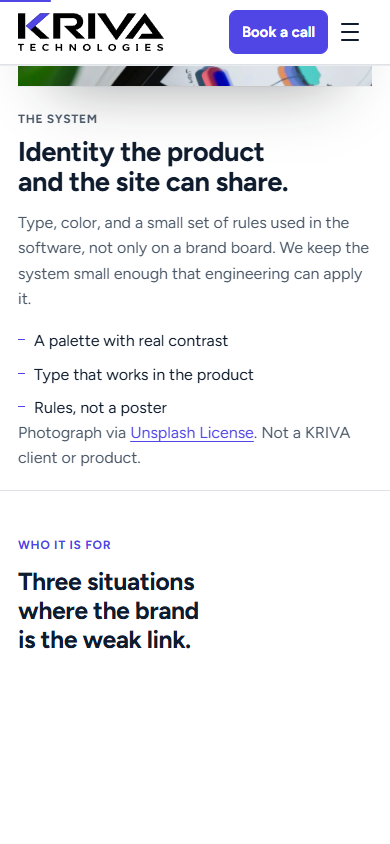 KRIVA
TECHNOLOGIES
Book a call
THE SYSTEM
Identity the product
and the site can share.
Type, color, and a small set of rules used in the
software, not only on a brand board. We keep the
system small enough that engineering can apply
it.
– A palette with real contrast
– Type that works in the product
– Rules, not a poster
Photograph via Unsplash License. Not a KRIVA
client or product.
WHO IT IS FOR
Three situations
where the brand
is the weak link.